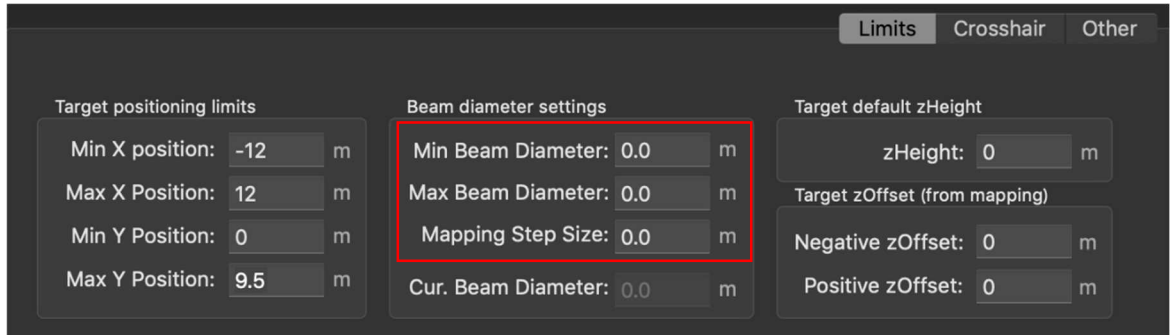 Limits Crosshair Other
Target positioning limits
Min X position: -12 m
Max X Position: 12 m
Min Y Position: 0 m
Max Y Position: 9.5 m
Beam diameter settings
Min Beam Diameter: 0.0 m
Max Beam Diameter: 0.0 m
Mapping Step Size: 0.0 m
Cur. Beam Diameter: 0.0 m
Target default zHeight
zHeight: 0 m
Target zOffset (from mapping)
Negative zOffset: 0 m
Positive zOffset: 0 m